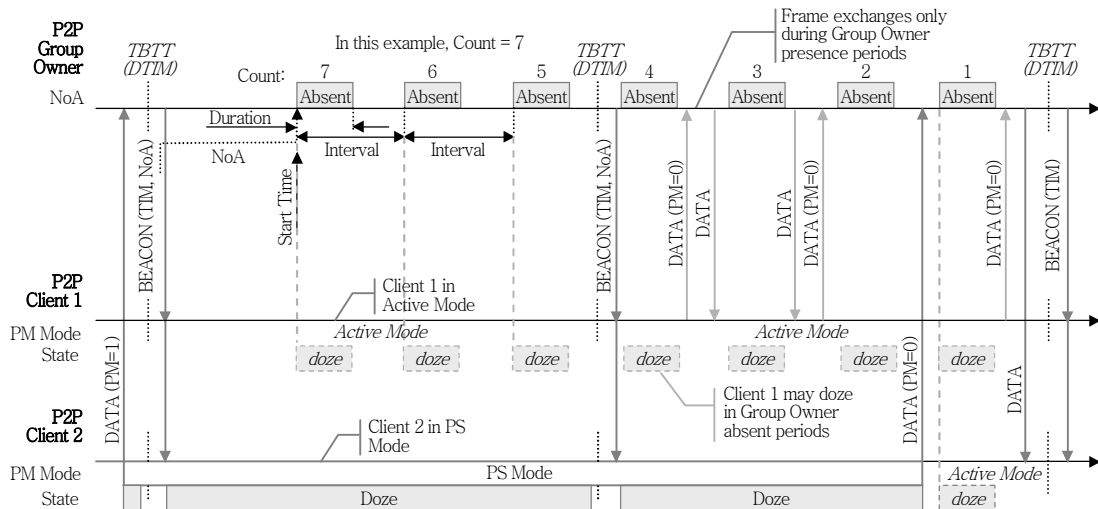 P2P
Group
Owner
TBTT
(DTIM)
In this example, Count = 7
TBTT
(DTIM)
Frame exchanges only
during Group Owner
presence periods
TBTT
(DTIM)
Count:
7
6
5
4
3
2
1
NoA
Absent
Absent
Absent
Absent
Absent
Absent
Absent
Duration
NoA
Interval
Interval
Start Time
BEACON (TIM, NoA)
BEACON (TIM, NoA)
DATA (PM=0)
DATA
DATA
DATA (PM=0)
DATA (PM=0)
BEACON (TIM)
P2P
Client 1
Client 1 in
Active Mode
PM Mode
Active Mode
Active Mode
State
doze
doze
doze
doze
doze
doze
doze
DATA (PM=1)
DATA (PM=0)
DATA
Client 1 may doze
in Group Owner
absent periods
P2P
Client 2
Client 2 in PS
Mode
PM Mode
PS Mode
Active Mode
State
Doze
Doze
doze